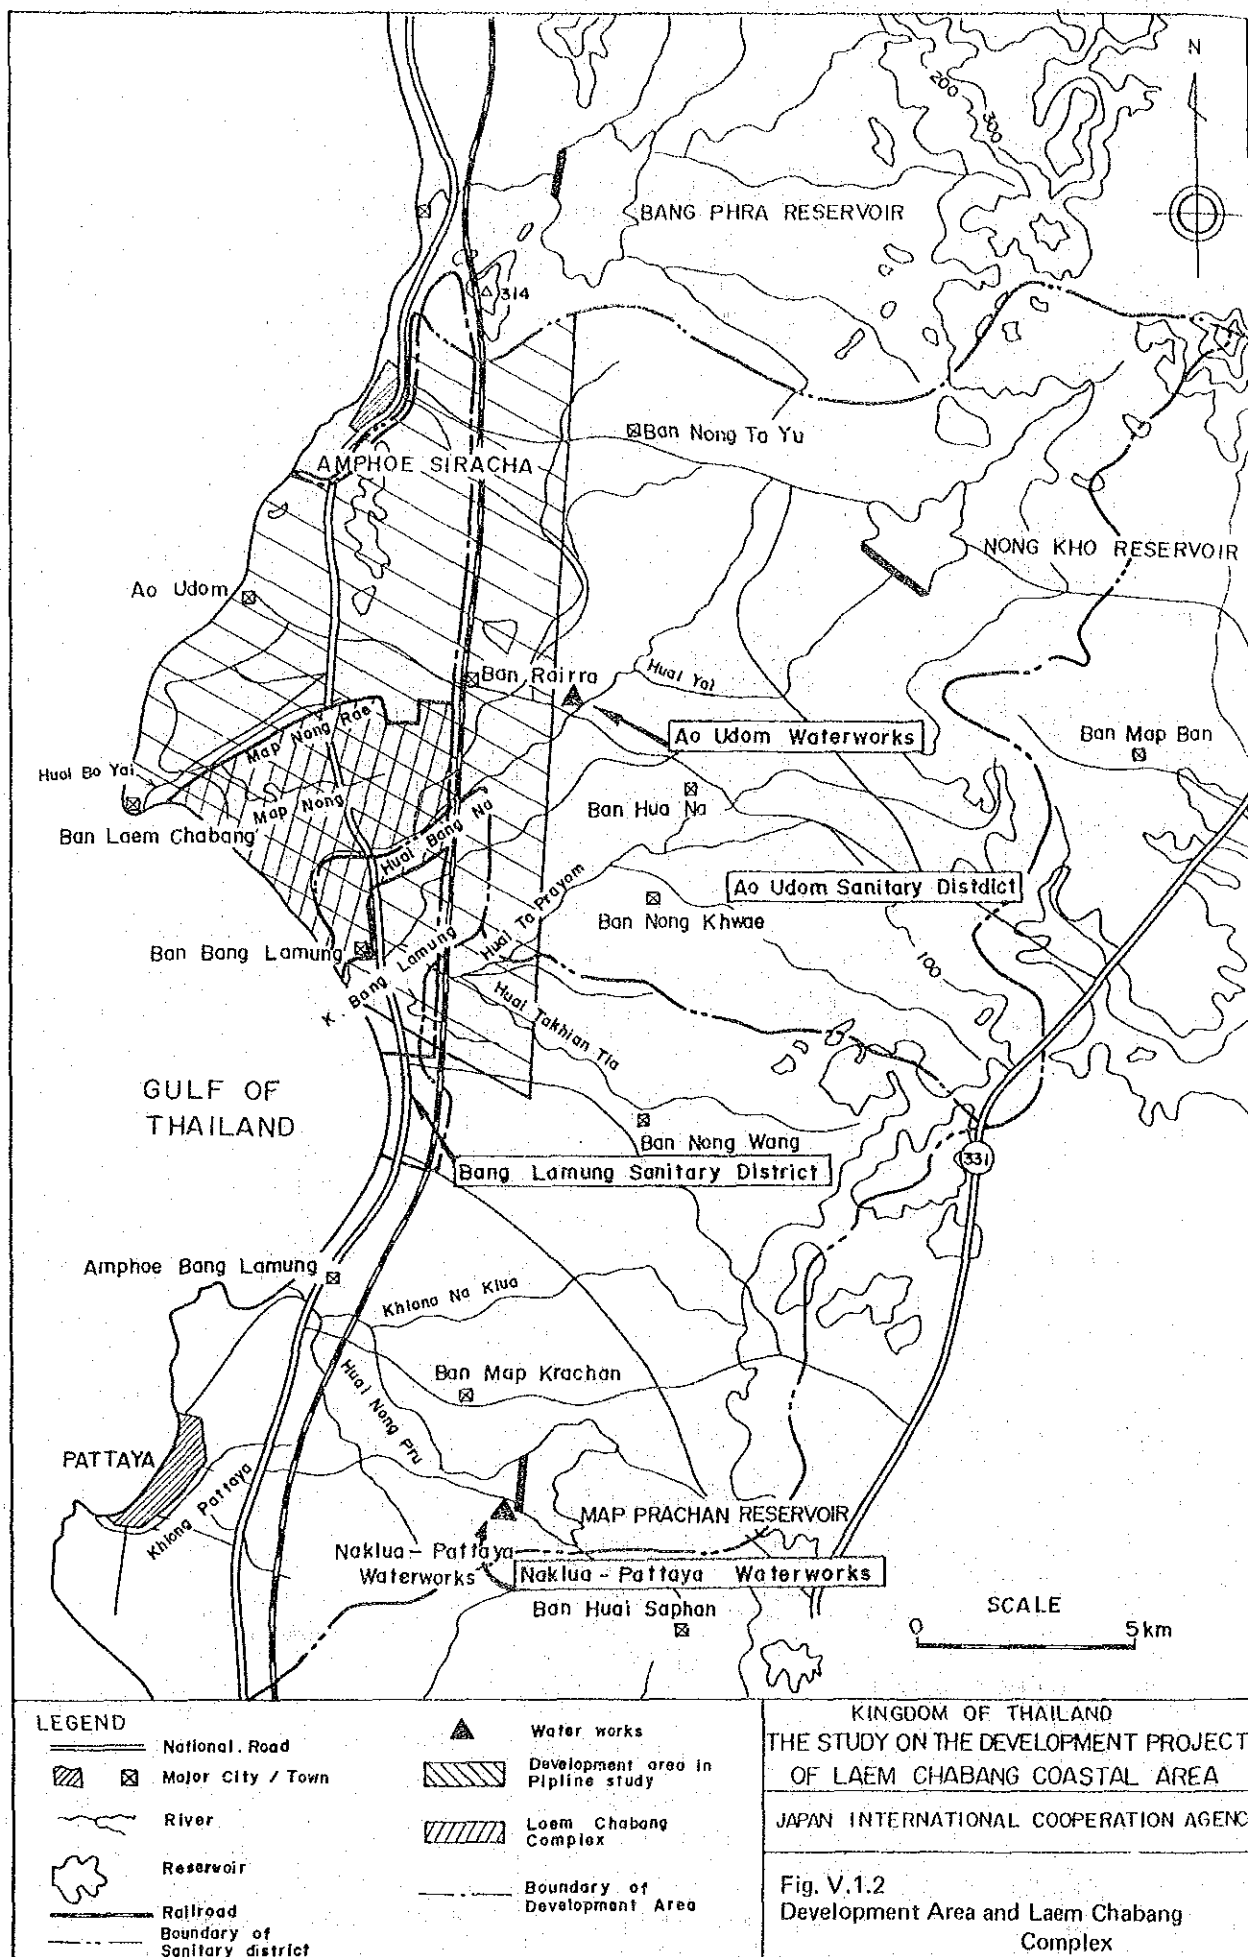 N
200
300
BANG PHRA RESERVOIR
314
Ban Nong Ta Yu
AMPHOE SIRACHA
NONG KHO RESERVOIR
Ao Udom
Ban Rairra
Huai Yai
Ao Udom Waterworks
Ban Map Ban
Map Nong Rae
Huai Bo Yai
Map Nong
Ban Laem Chabang
Ban Hua Na
Huai Bang Na
Ao Udom Sanitary Distdict
Huai Ta Prayom
Ban Nong Khwae
Ban Bang Lamung
K. Bang Lamung
100
Huai Takhian Tia
GULF OF
THAILAND
Ban Nong Wang
331
Bang Lamung Sanitary District
Amphoe Bang Lamung
Khlong Na Klua
Ban Map Krachan
Huai Nong Pru
PATTAYA
Khlong Pattaya
MAP PRACHAN RESERVOIR
Naklua - Pattaya
Waterworks
Naklua - Pattaya Waterworks
Ban Huai Saphan
SCALE
0 5km
LEGEND
National. Road
Major City / Town
River
Reservoir
Railroad
Boundary of
Sanitary district
Water works
Development area in
Pipline study
Laem Chabang
Complex
Boundary of
Development Area
KINGDOM OF THAILAND
THE STUDY ON THE DEVELOPMENT PROJECT
OF LAEM CHABANG COASTAL AREA
JAPAN INTERNATIONAL COOPERATION AGENC
Fig. V.1.2
Development Area and Laem Chabang
Complex